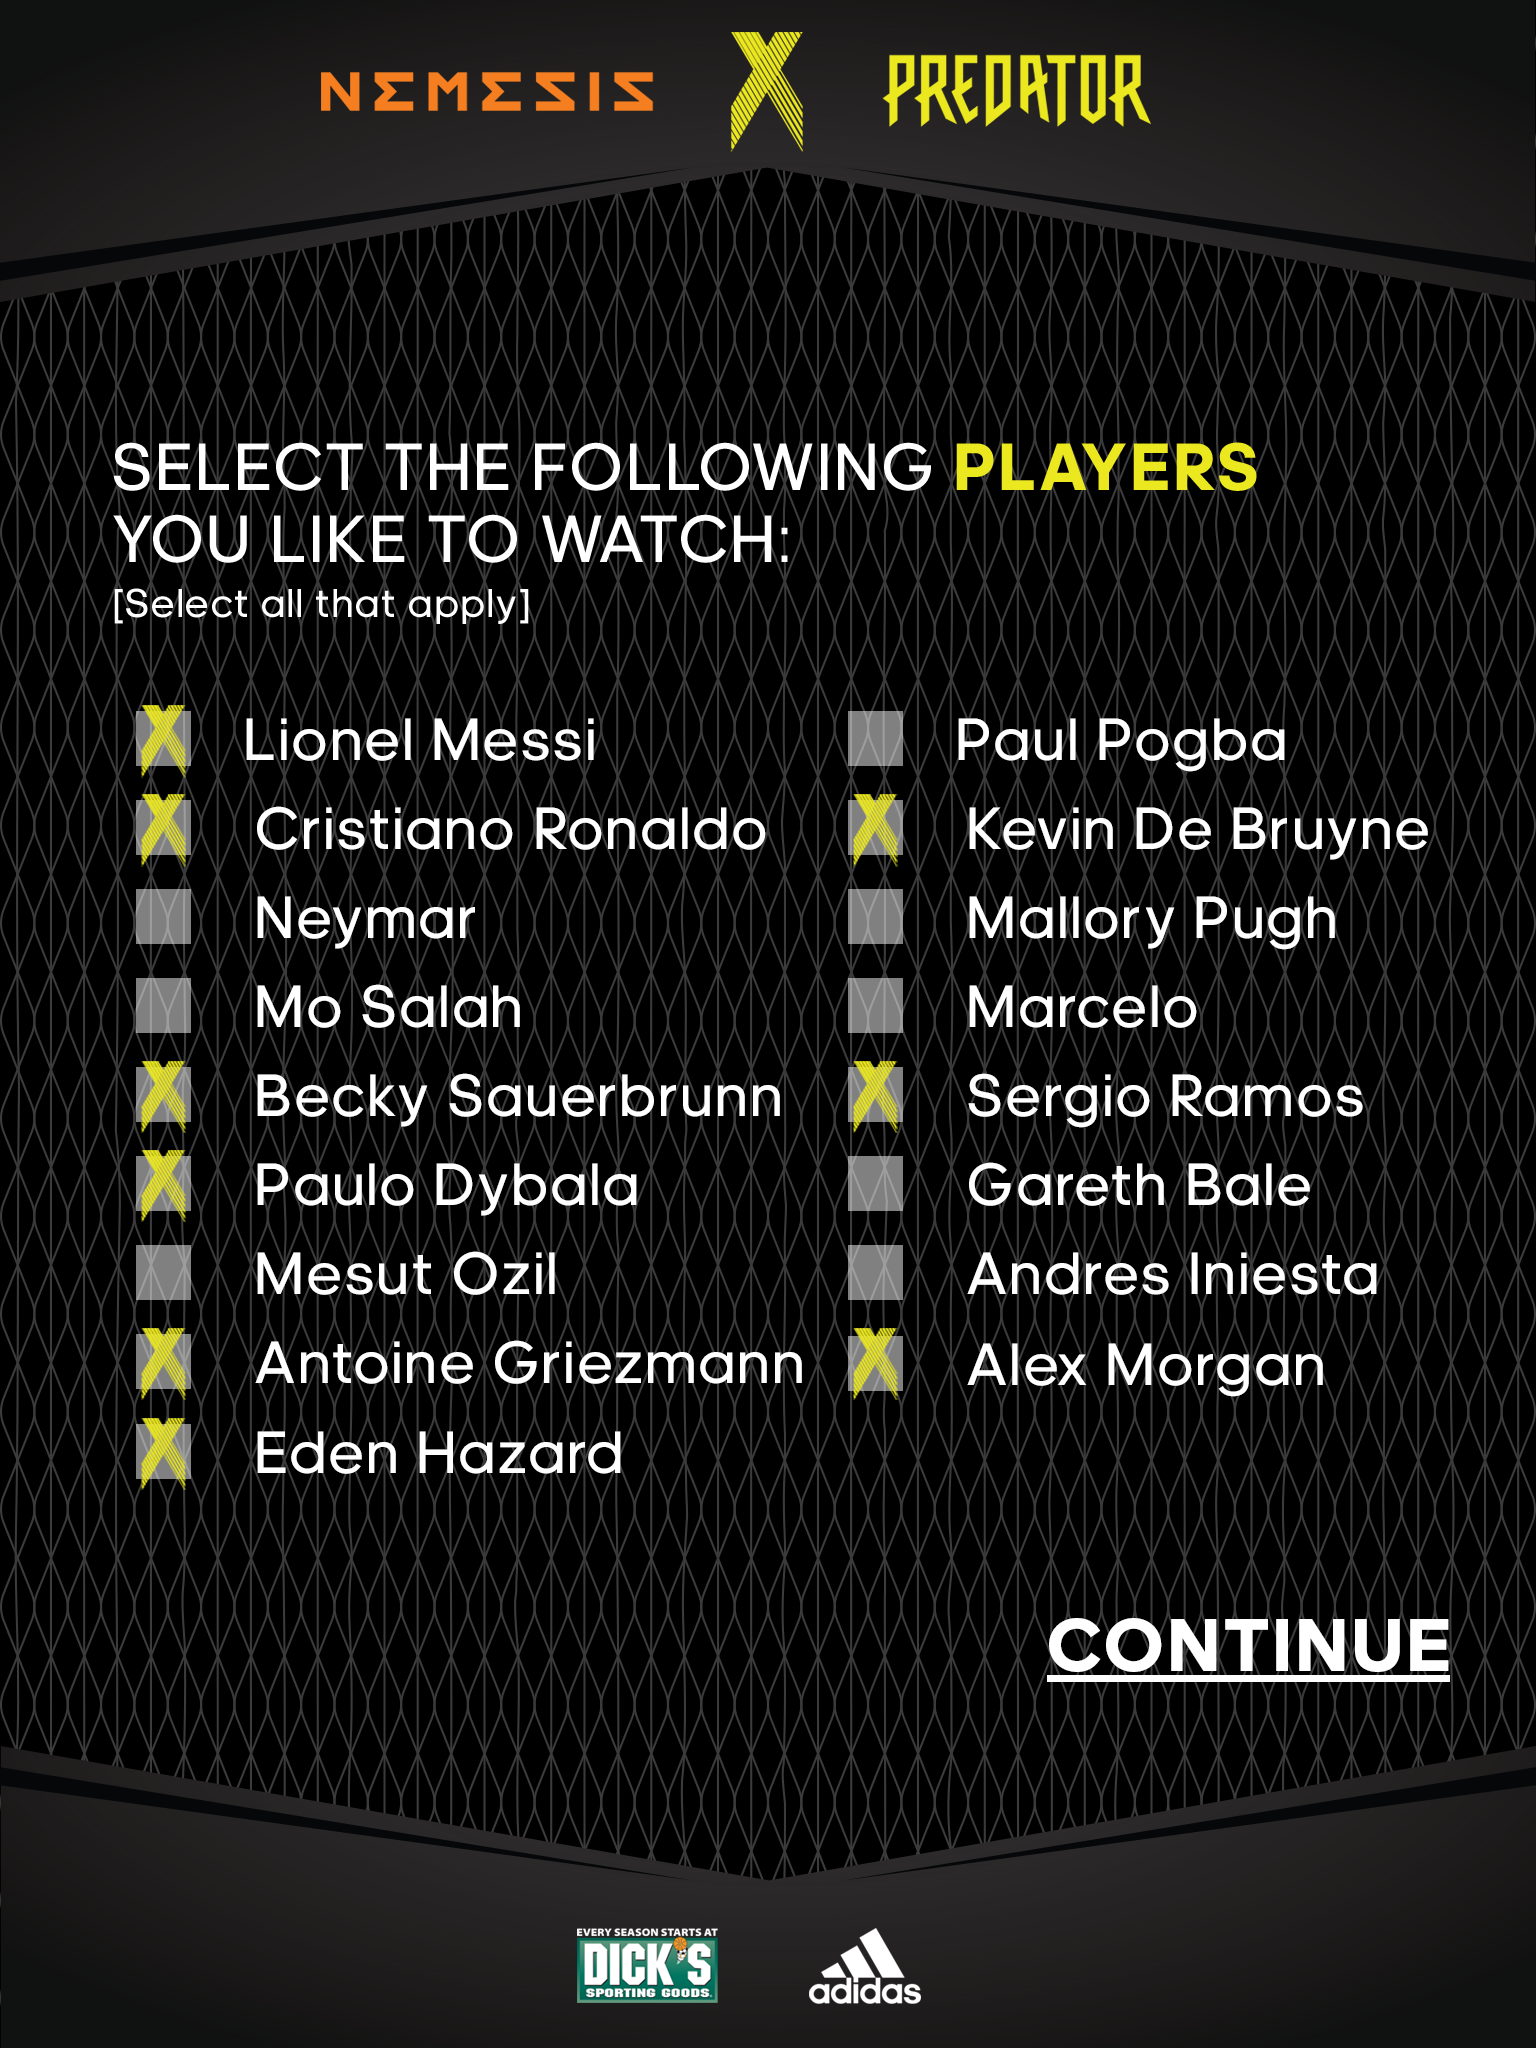 NEMESIS X PREDATOR
SELECT THE FOLLOWING PLAYERS
YOU LIKE TO WATCH:
[Select all that apply]
X Lionel Messi
X Cristiano Ronaldo
Neymar
Mo Salah
X Becky Sauerbrunn
X Paulo Dybala
Mesut Ozil
X Antoine Griezmann
X Eden Hazard
Paul Pogba
X Kevin De Bruyne
Mallory Pugh
Marcelo
X Sergio Ramos
Gareth Bale
Andres Iniesta
X Alex Morgan
CONTINUE
EVERY SEASON STARTS AT
DICK'S
SPORTING GOODS
adidas